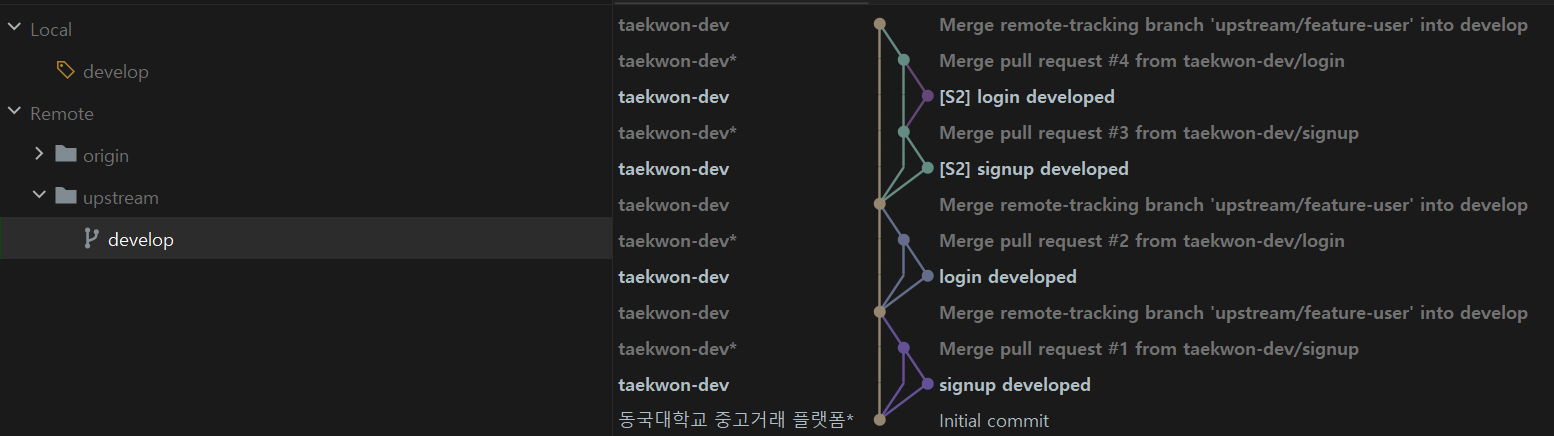 Local
develop
Remote
origin
upstream
develop
taekwon-dev Merge remote-tracking branch 'upstream/feature-user' into develop
taekwon-dev* Merge pull request #4 from taekwon-dev/login
taekwon-dev [S2] login developed
taekwon-dev* Merge pull request #3 from taekwon-dev/signup
taekwon-dev [S2] signup developed
taekwon-dev Merge remote-tracking branch 'upstream/feature-user' into develop
taekwon-dev* Merge pull request #2 from taekwon-dev/login
taekwon-dev login developed
taekwon-dev Merge remote-tracking branch 'upstream/feature-user' into develop
taekwon-dev* Merge pull request #1 from taekwon-dev/signup
taekwon-dev signup developed
동국대학교 중고거래 플랫폼* Initial commit